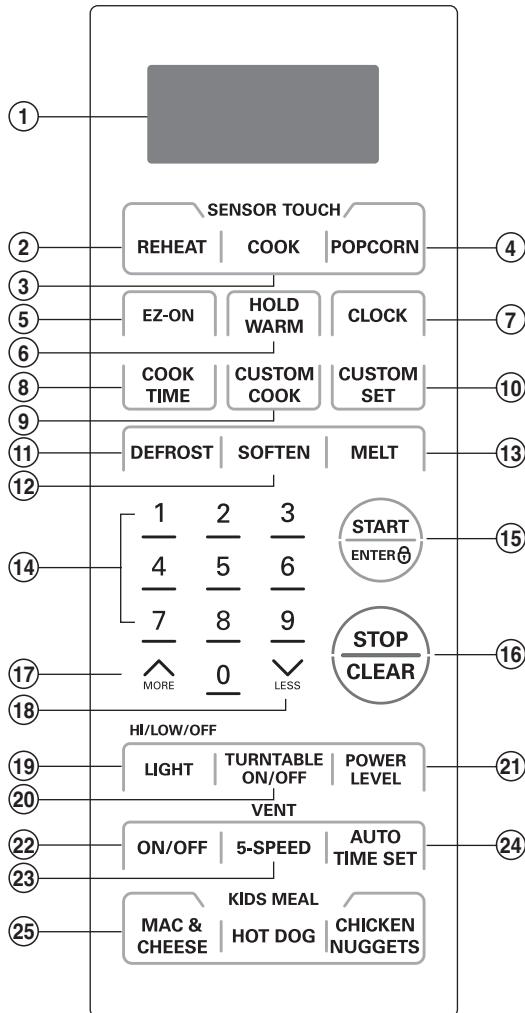 1
SENSOR TOUCH
2 REHEAT COOK POPCORN 4
3
5 EZ-ON HOLD WARM CLOCK 7
6
8 COOK TIME CUSTOM COOK CUSTOM SET 10
9
11 DEFROST SOFTEN MELT 13
12
1 2 3
START
ENTER
15
14
4 5 6
7 8 9
STOP
CLEAR
16
17 MORE 0 LESS
18
HI/LOW/OFF
19 LIGHT TURNTABLE ON/OFF POWER LEVEL 21
20
VENT
22 ON/OFF 5-SPEED AUTO TIME SET 24
23
KIDS MEAL
25 MAC & CHEESE HOT DOG CHICKEN NUGGETS